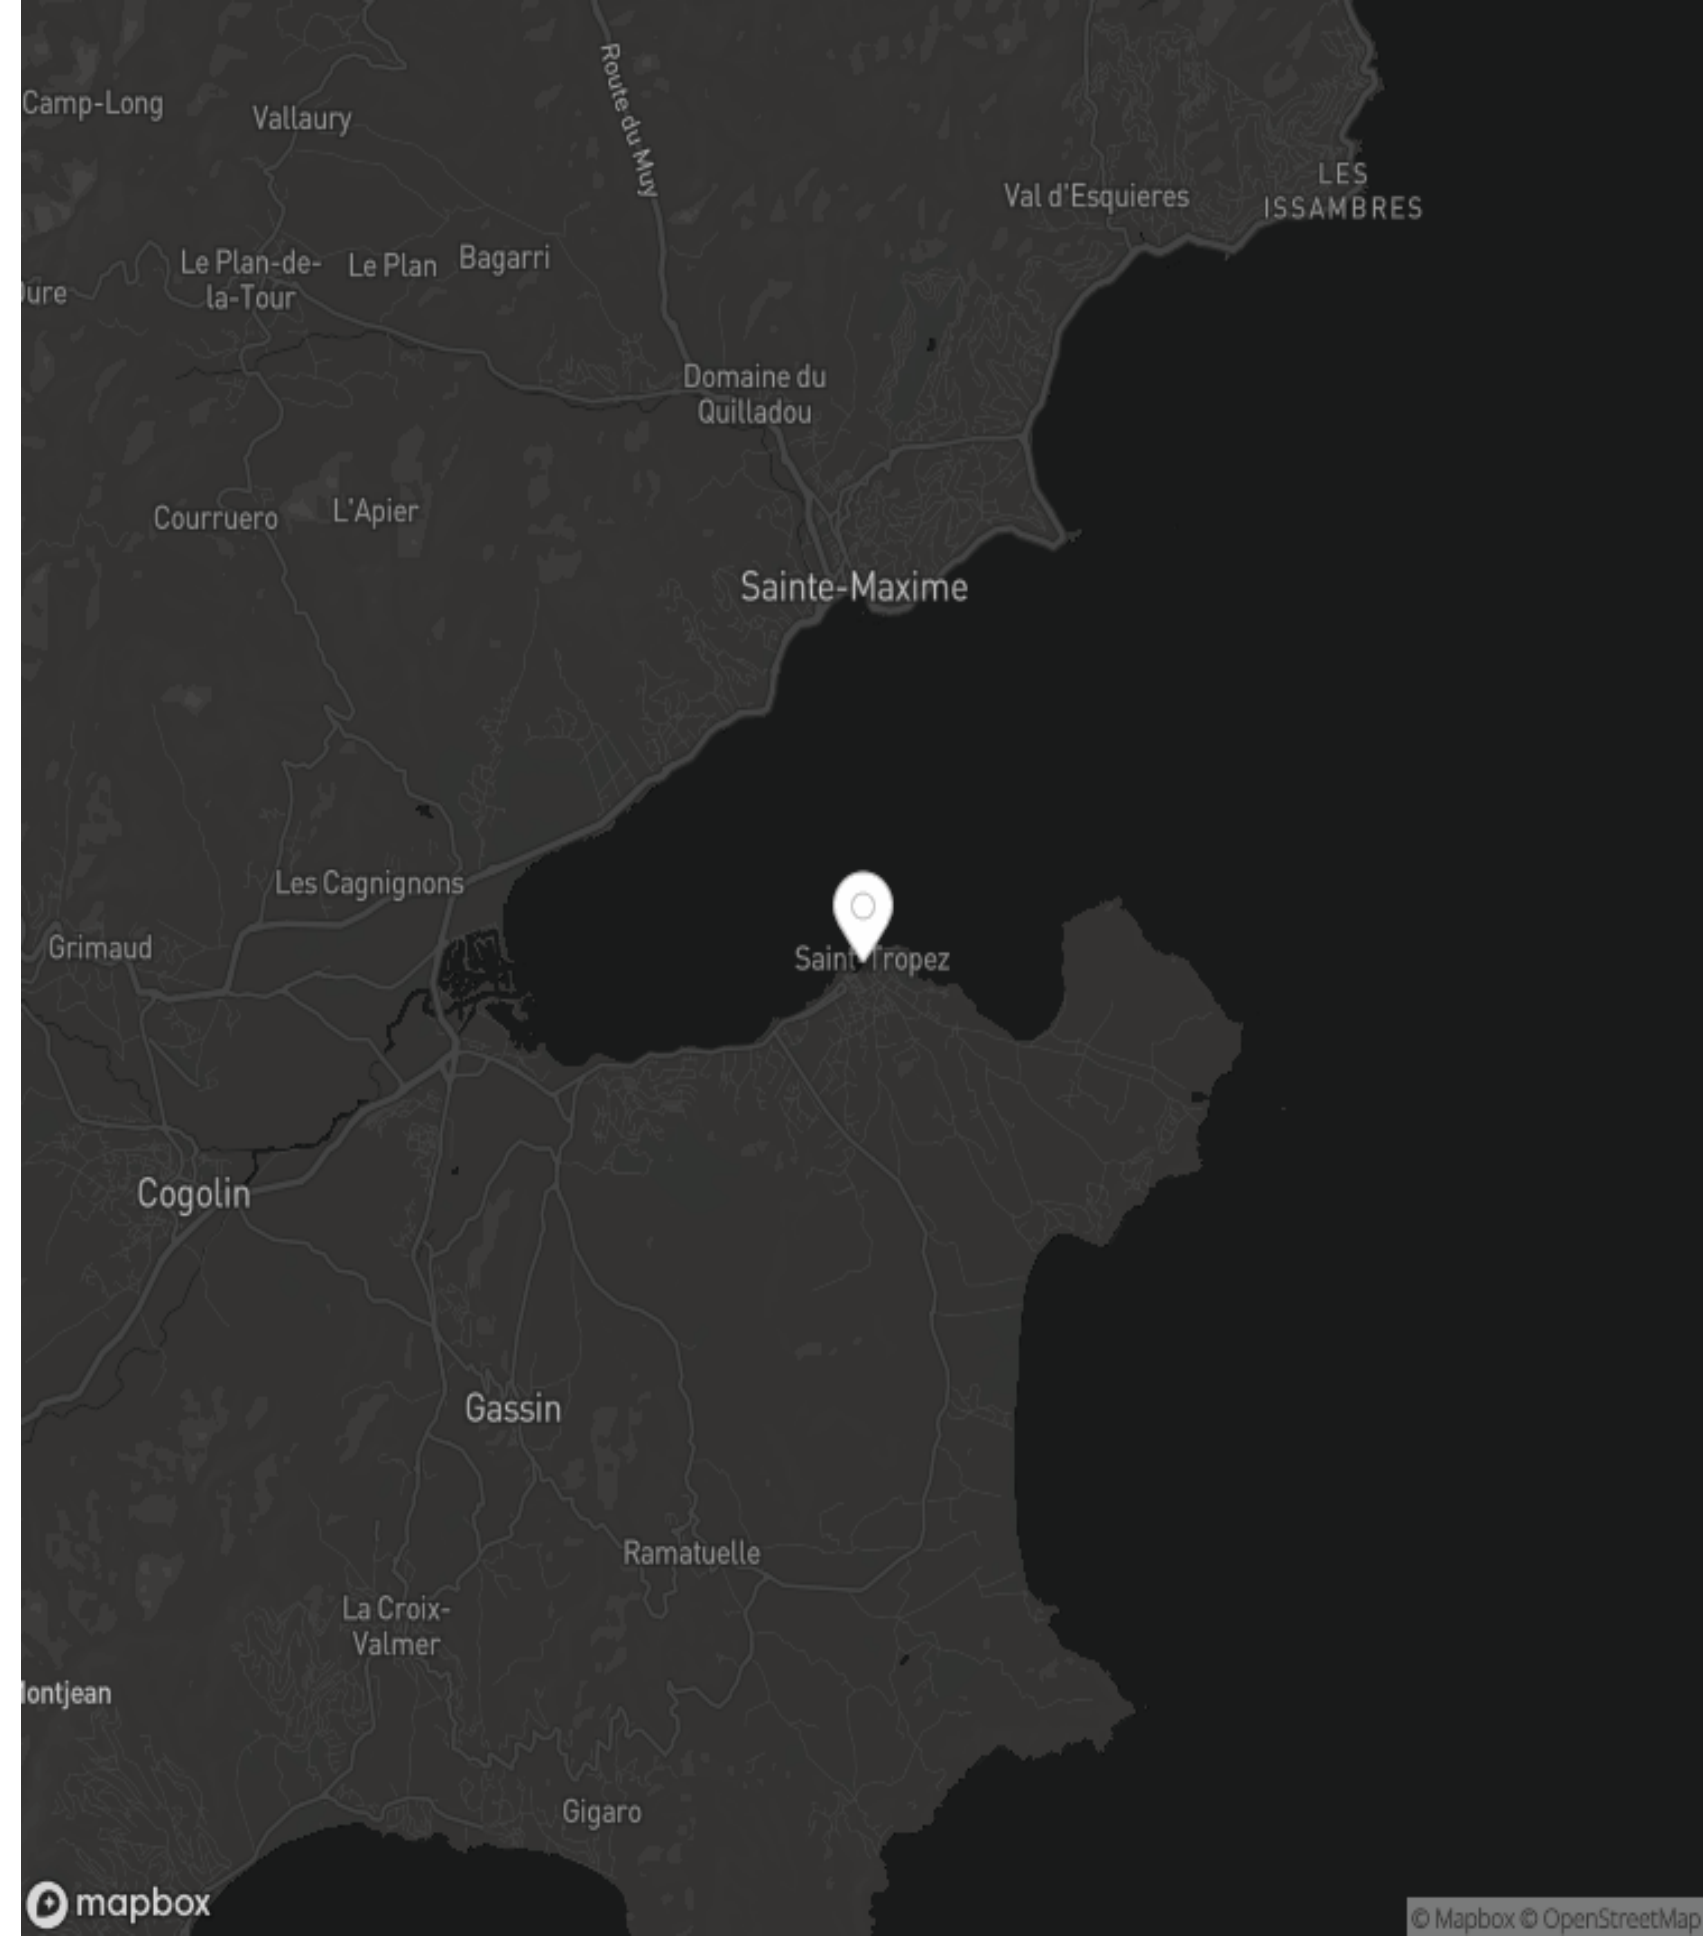 Camp-Long
Vallaury
Route du Muy
Val d'Esquieres
LES
ISSAMBRES
Le Plan-de-
la-Tour
Le Plan
Bagarri
Domaine du
Quilladou
Courruero
L'Apier
Sainte-Maxime
Les Cagnignons
Grimaud
Saint-Tropez
Cogolin
Gassin
Ramatuelle
La Croix-
Valmer
Gigaro
mapbox
© Mapbox © OpenStreetMap